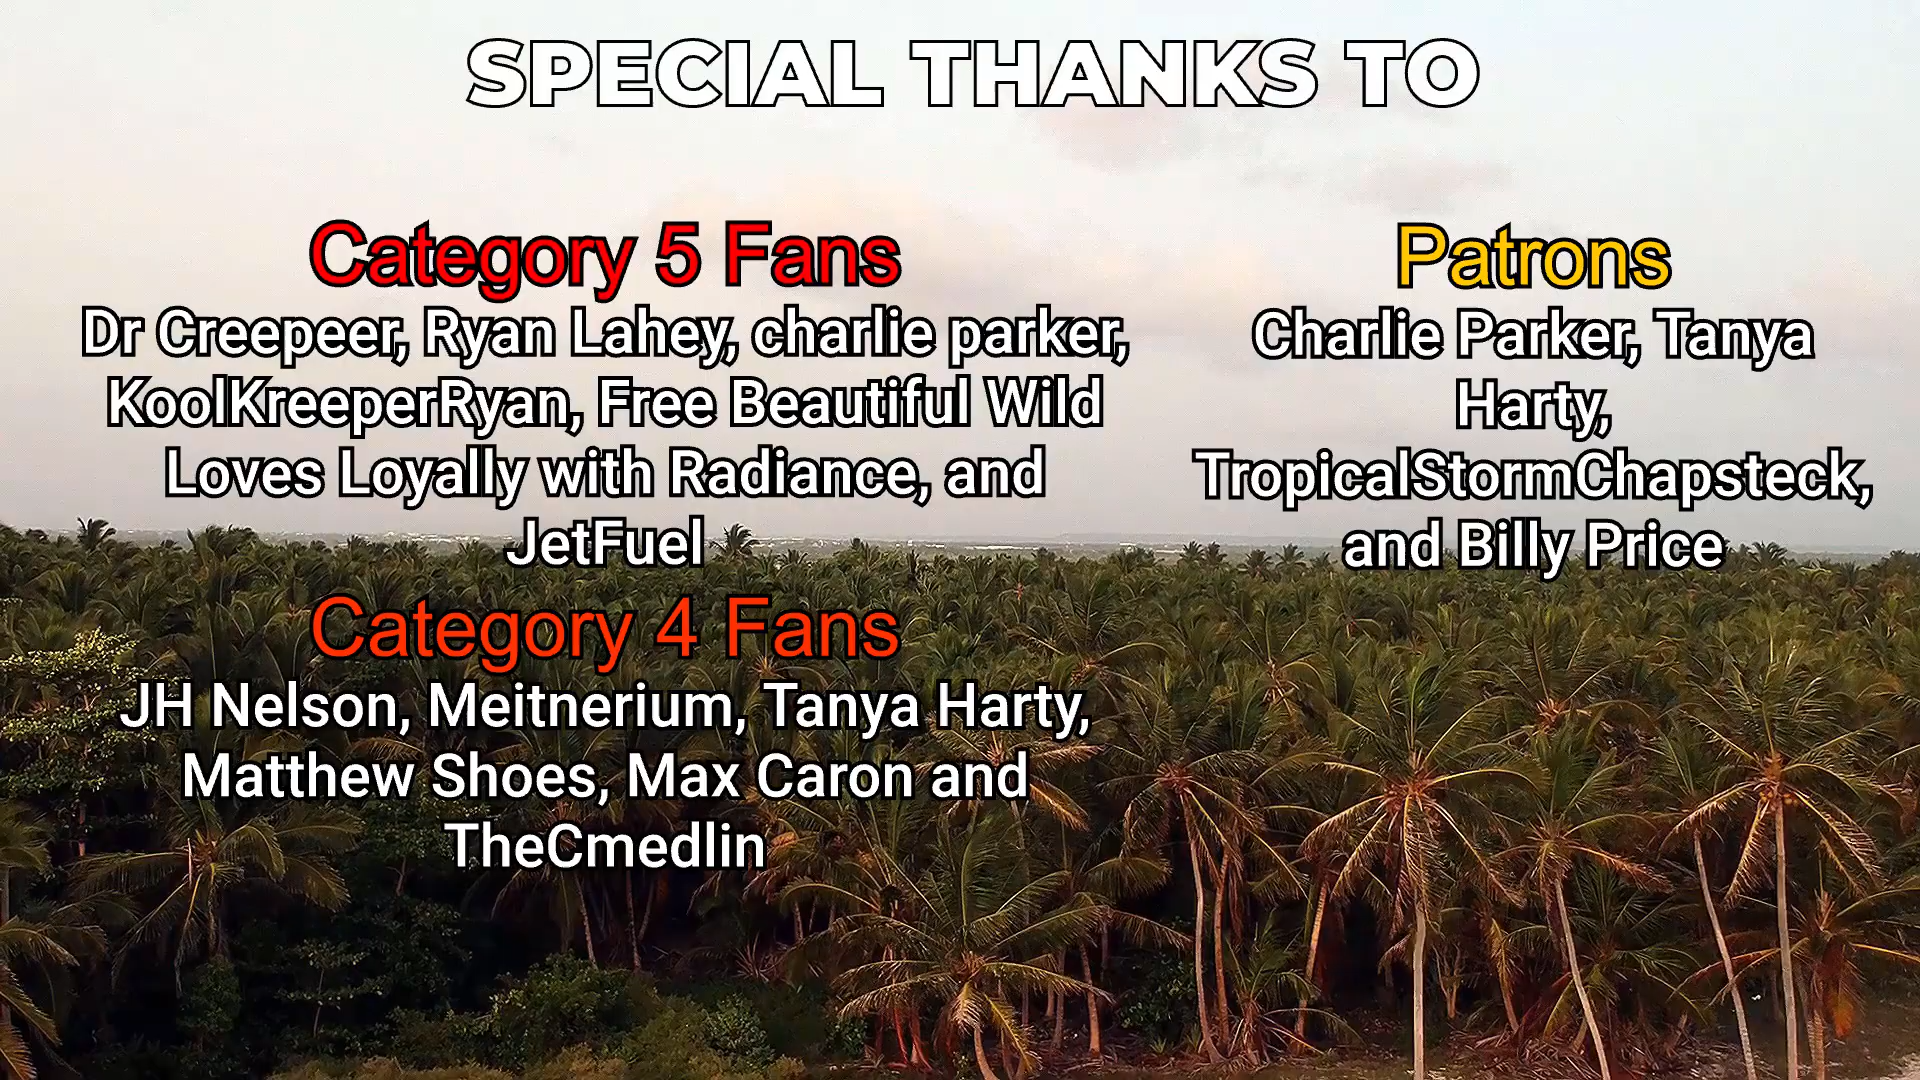 SPECIAL THANKS TO
Category 5 Fans
Dr Creepeer, Ryan Lahey, charlie parker,
KoolKreeperRyan, Free Beautiful Wild
Loves Loyally with Radiance, and
JetFuel
Category 4 Fans
JH Nelson, Meitnerium, Tanya Harty,
Matthew Shoes, Max Caron and
TheCmedlin
Patrons
Charlie Parker, Tanya
Harty,
TropicalStormChapsteck,
and Billy Price